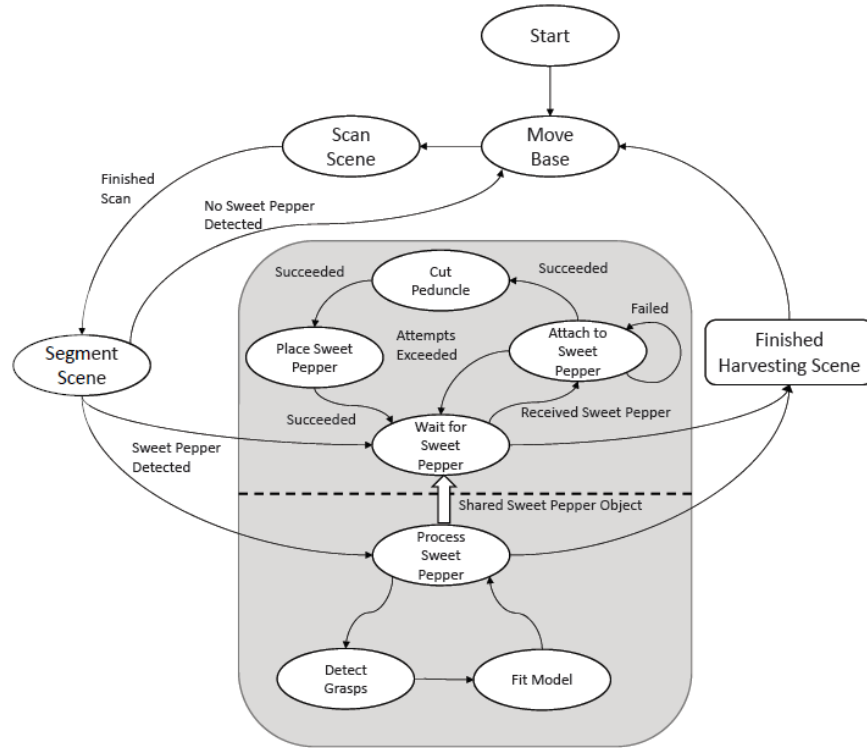 Start
Scan
Scene
Move
Base
Finished
Scan
No Sweet Pepper
Detected
Succeeded
Cut
Peduncle
Succeeded
Failed
Segment
Scene
Place Sweet
Pepper
Attempts
Exceeded
Attach to
Sweet
Pepper
Finished
Harvesting Scene
Succeeded
Wait for
Sweet
Pepper
Received Sweet Pepper
Sweet Pepper
Detected
Shared Sweet Pepper Object
Process
Sweet
Pepper
Detect
Grasps
Fit Model